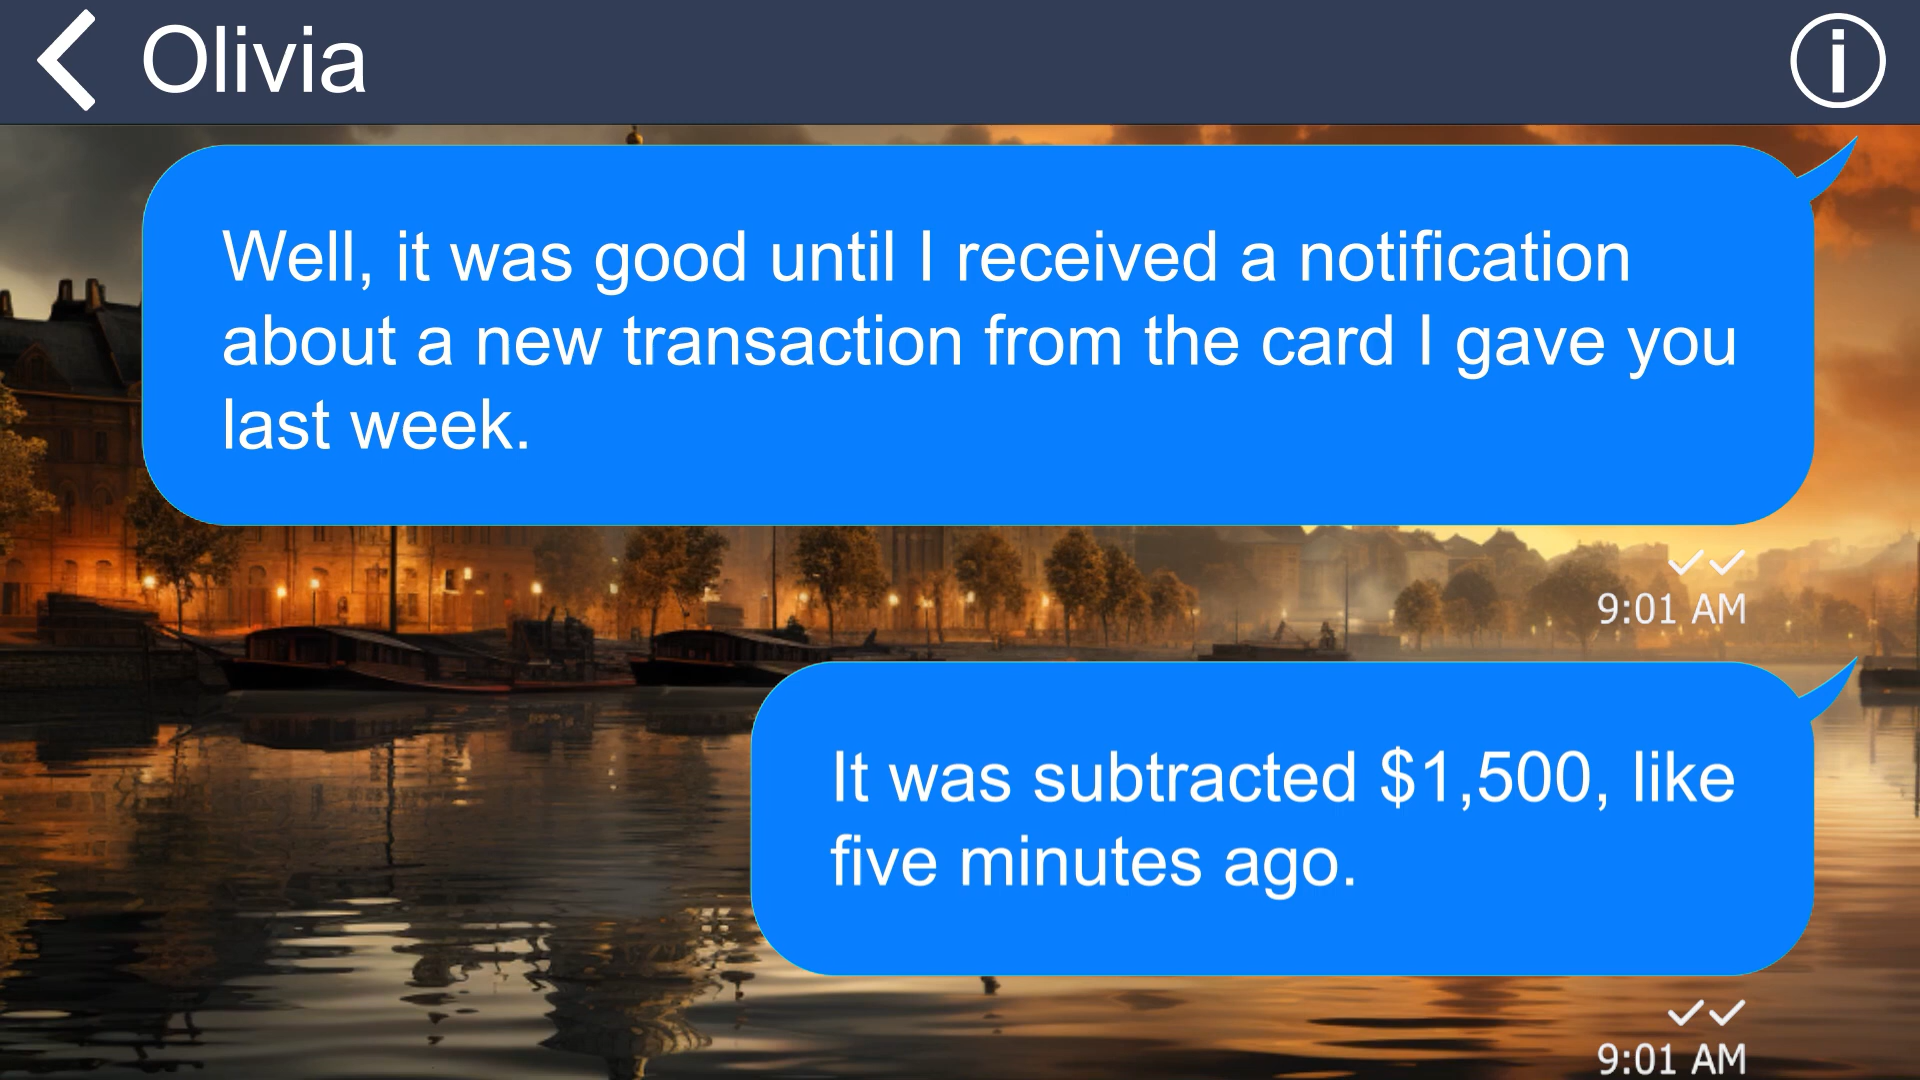 Olivia
Well, it was good until I received a notification
about a new transaction from the card I gave you
last week.
9:01 AM
It was subtracted $1,500, like
five minutes ago.
9:01 AM